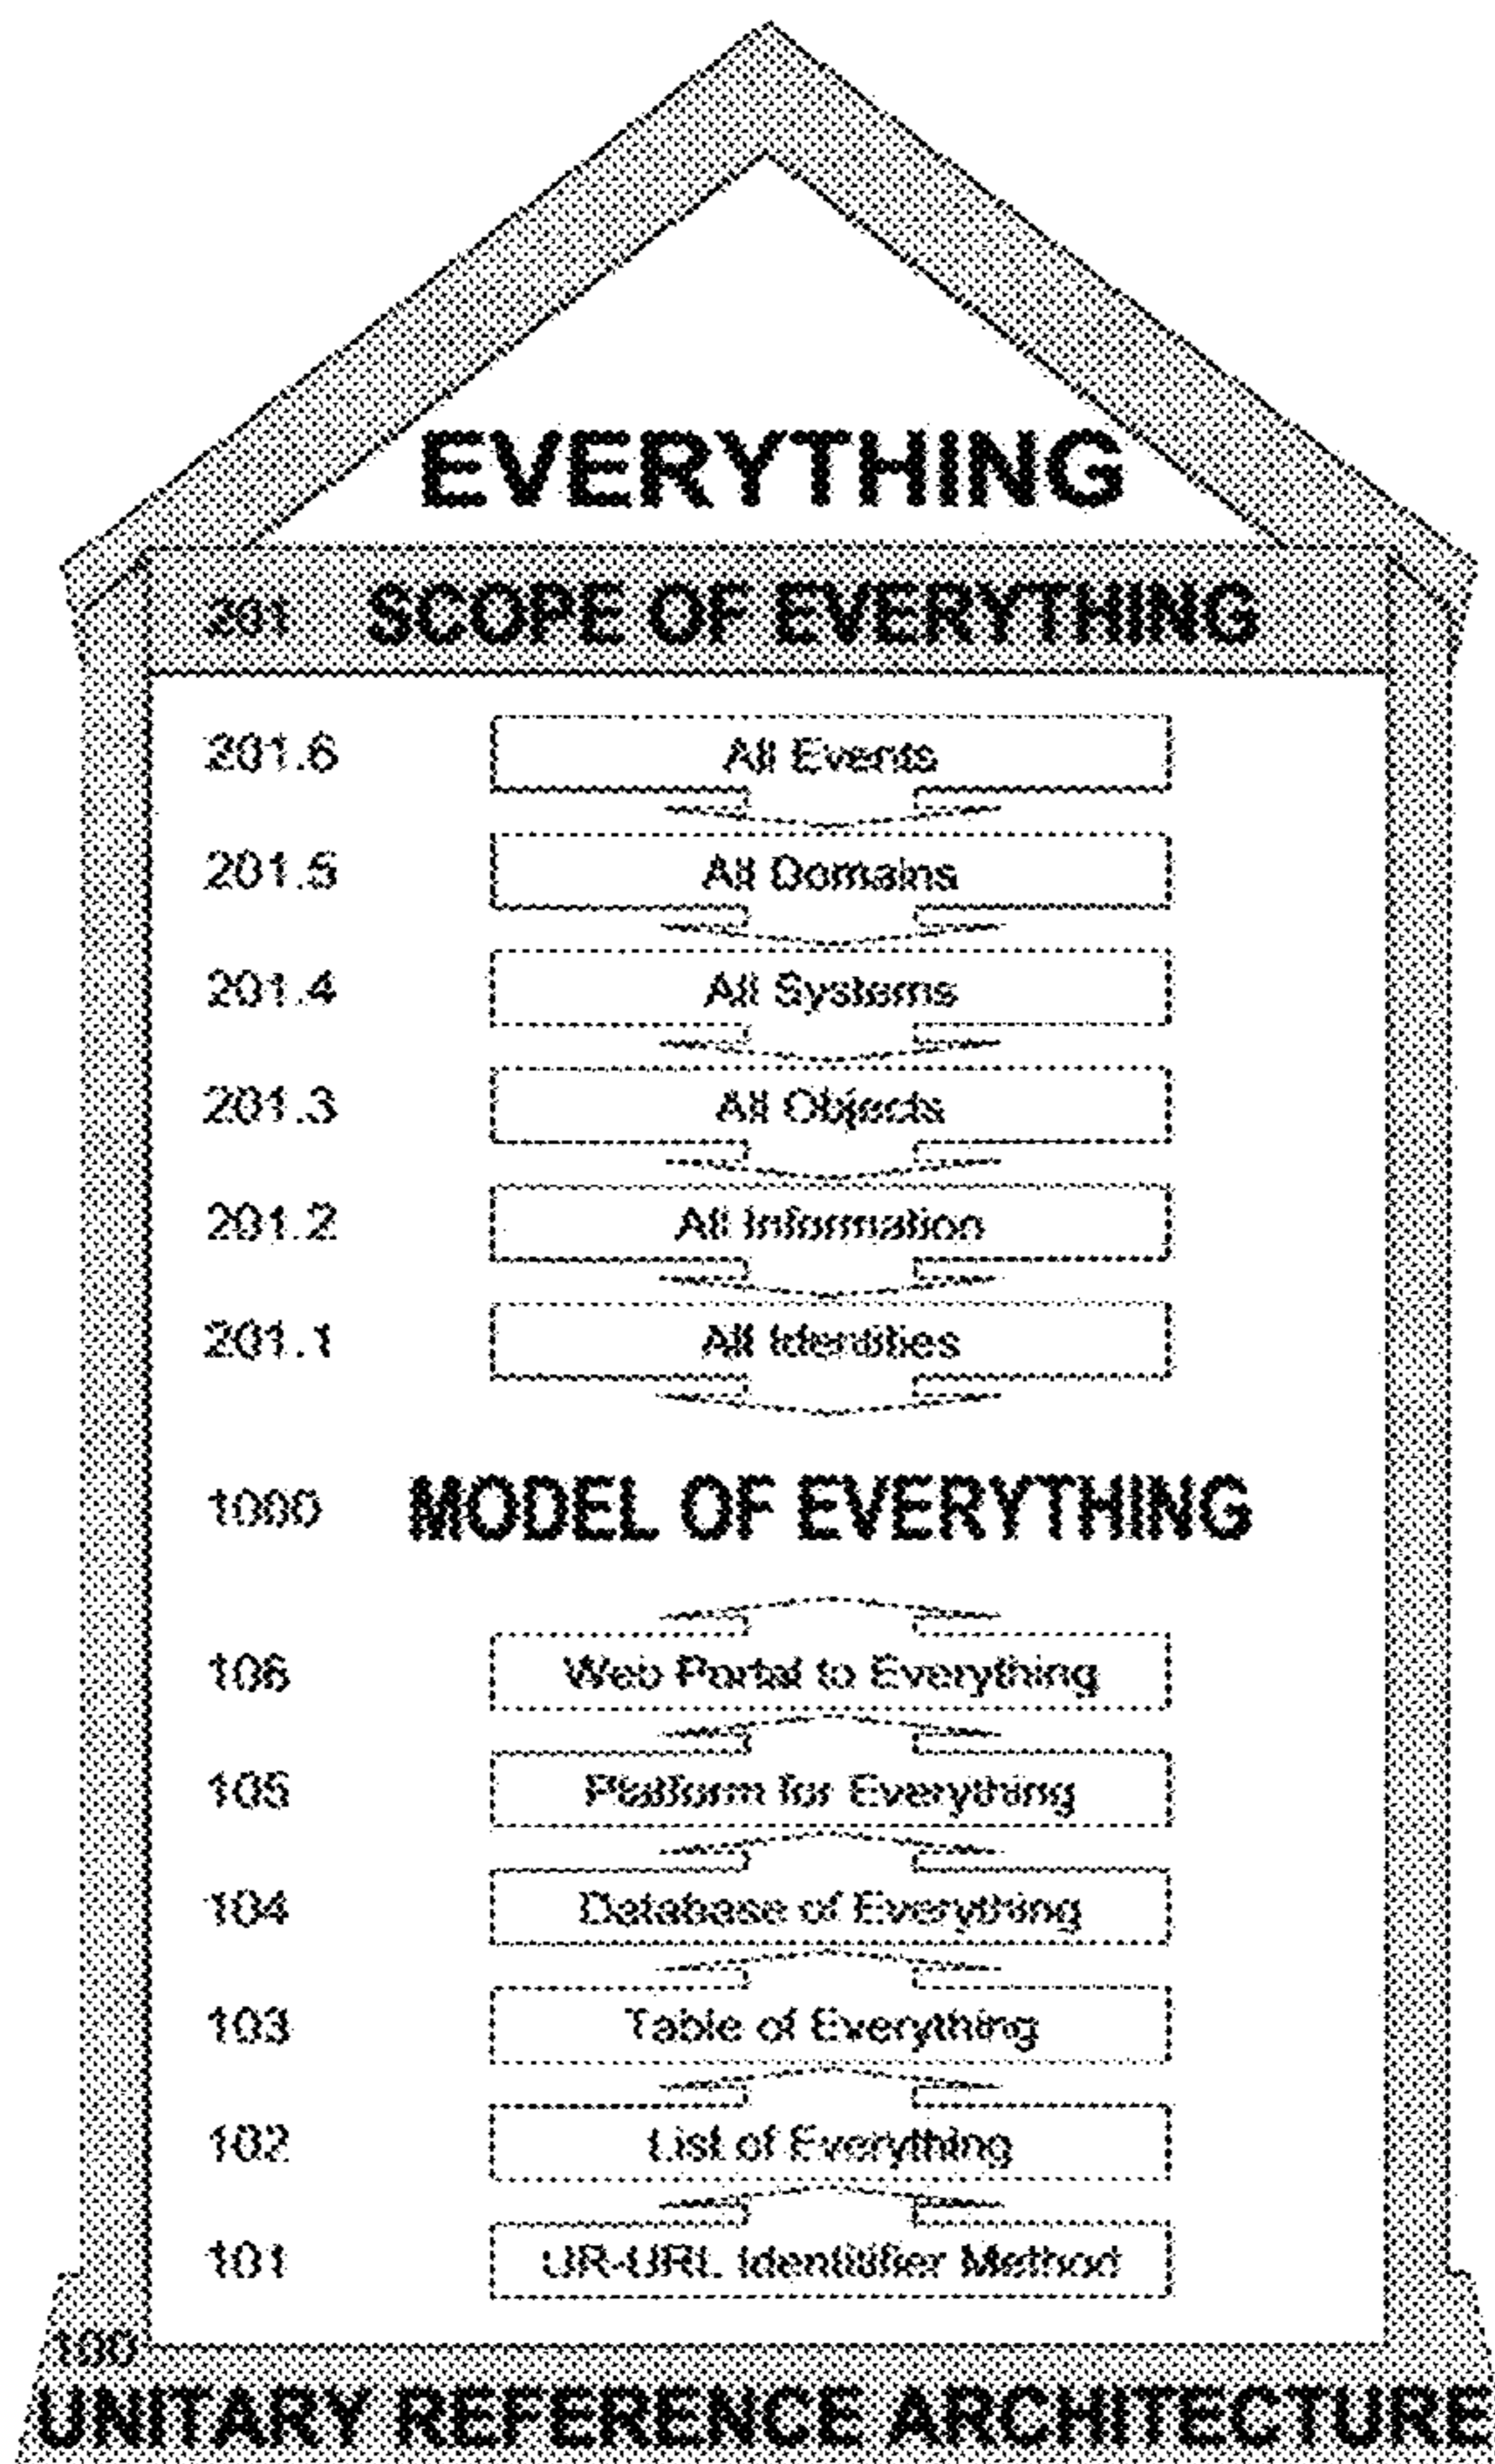 EVERYTHING
201 SCOPE OF EVERYTHING
201.6 All Events
201.5 All Domains
201.4 All Systems
201.3 All Objects
201.2 All Information
201.1 All Identities
1000 MODEL OF EVERYTHING
106 Web Portal to Everything
105 Platform for Everything
104 Database of Everything
103 Table of Everything
102 List of Everything
101 UR-URL Identitifier Method
100
UNITARY REFERENCE ARCHITECTURE